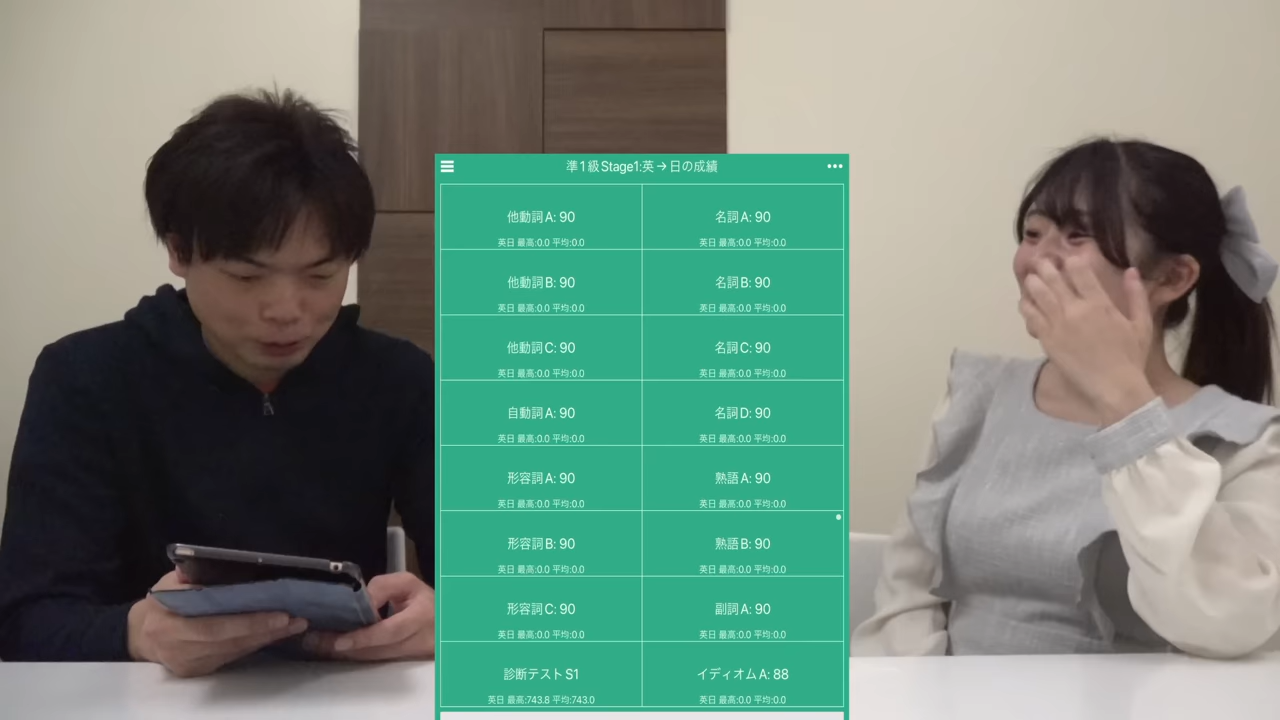 準1級Stage1:英→日の成績
他動詞A: 90
英日 最高:0.0 平均:0.0
名詞A: 90
英日 最高:0.0 平均:0.0
他動詞B: 90
英日 最高:0.0 平均:0.0
名詞B: 90
英日 最高:0.0 平均:0.0
他動詞C: 90
英日 最高:0.0 平均:0.0
名詞C: 90
英日 最高:0.0 平均:0.0
自動詞A: 90
英日 最高:0.0 平均:0.0
名詞D: 90
英日 最高:0.0 平均:0.0
形容詞A: 90
英日 最高:0.0 平均:0.0
熟語A: 90
英日 最高:0.0 平均:0.0
形容詞B: 90
英日 最高:0.0 平均:0.0
熟語B: 90
英日 最高:0.0 平均:0.0
形容詞C: 90
英日 最高:0.0 平均:0.0
副詞A: 90
英日 最高:0.0 平均:0.0
診断テストS1
英日 最高:743.8 平均:743.0
イディオムA: 88
英日 最高:0.0 平均:0.0